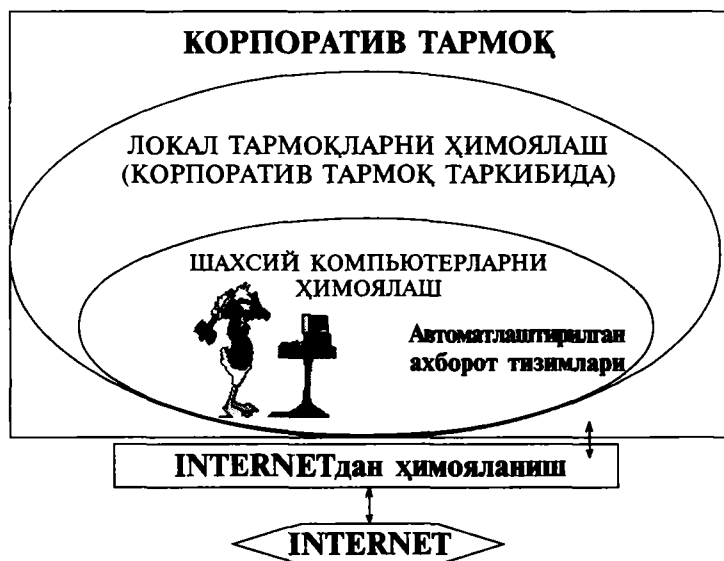 КОРПОРАТИВ ТАРМОҚ
ЛОКАЛ ТАРМОҚЛАРНИ ҲИМОЯЛАШ
(КОРПОРАТИВ ТАРМОҚ ТАРКИБИДА)
ШАХСИЙ КОМПЬЮТЕРЛАРНИ
ҲИМОЯЛАШ
Автоматлаштирилган
ахборот тизимлари
INTERNETдан ҳимояланиш
INTERNET